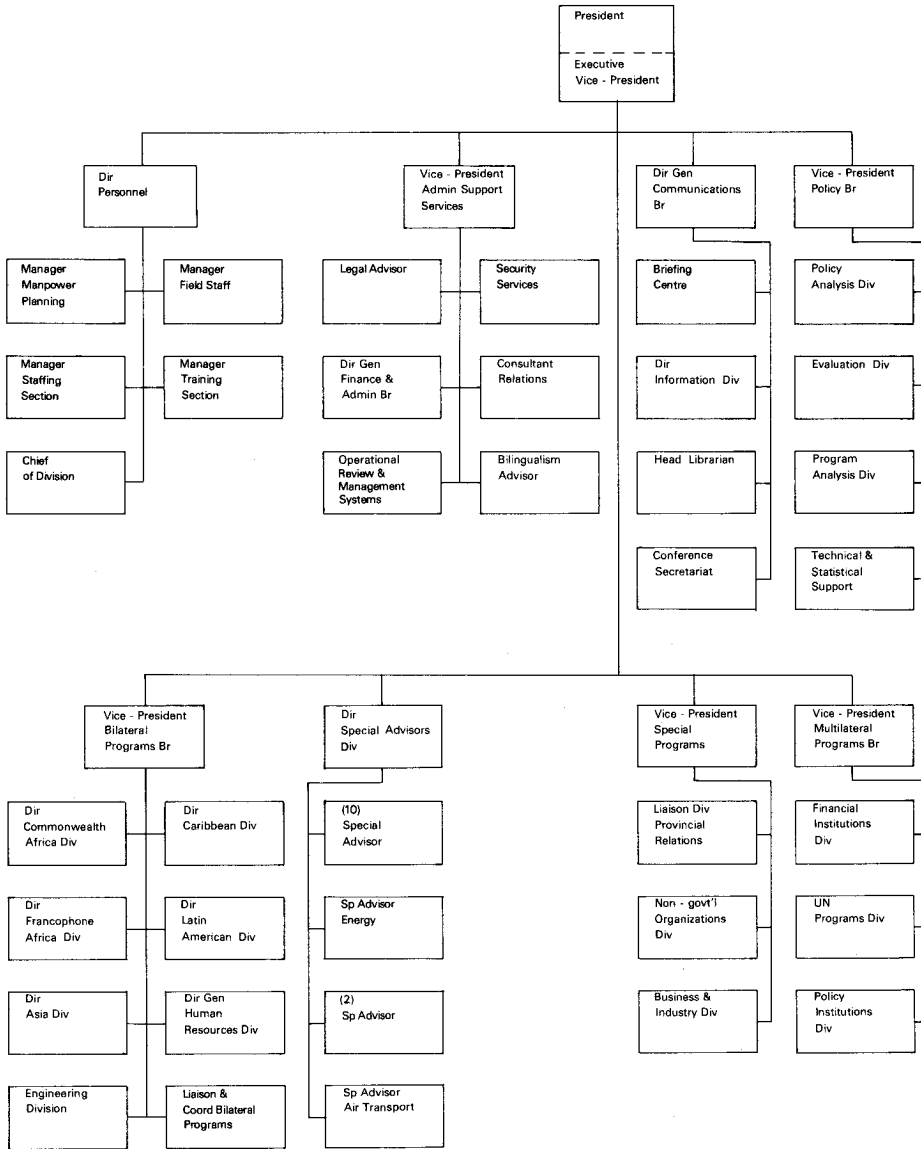 President
Executive
Vice - President
Dir
Personnel
Vice - President
Admin Support
Services
Dir Gen
Communications
Br
Vice - President
Policy Br
Manager
Manpower
Planning
Manager
Field Staff
Legal Advisor
Security
Services
Briefing
Centre
Policy
Analysis Div
Manager
Staffing
Section
Manager
Training
Section
Dir Gen
Finance &
Admin Br
Consultant
Relations
Dir
Information Div
Evaluation Div
Chief
of Division
Operational
Review &
Management
Systems
Bilingualism
Advisor
Head Librarian
Program
Analysis Div
Conference
Secretariat
Technical &
Statistical
Support
Vice - President
Bilateral
Programs Br
Dir
Special Advisors
Div
Vice - President
Special
Programs
Vice - President
Multilateral
Programs Br
Dir
Commonwealth
Africa Div
Dir
Caribbean Div
(10)
Special
Advisor
Liaison Div
Provincial
Relations
Financial
Institutions
Div
Dir
Francophone
Africa Div
Dir
Latin
American Div
Sp Advisor
Energy
Non - govt'l
Organizations
Div
UN
Programs Div
Dir
Asia Div
Dir Gen
Human
Resources Div
(2)
Sp Advisor
Business &
Industry Div
Policy
Institutions
Div
Engineering
Division
Liaison &
Coord Bilateral
Programs
Sp Advisor
Air Transport